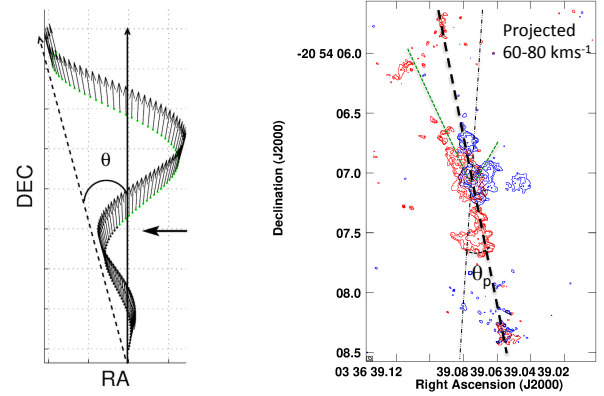 DEC
θ
RA
Projected
60-80 kms-1
-20 54 06.0
06.5
07.0
07.5
08.0
08.5
Declination (J2000)
θp
03 36 39.12 39.08 39.06 39.04 39.02
Right Ascension (J2000)